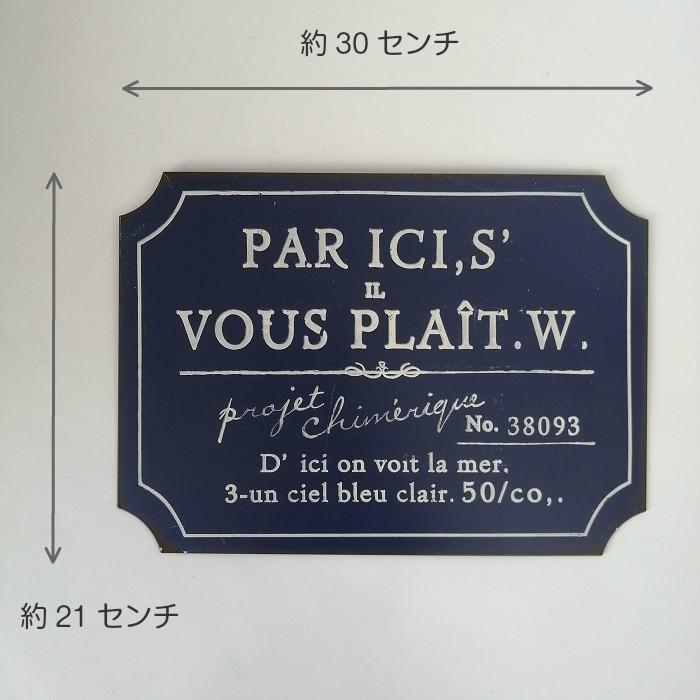 約 30 センチ
PAR ICI,S'
IL
VOUS PLAÎT.W.
projet chimérique
No. 38093
D' ici on voit la mer.
3-un ciel bleu clair. 50/co,.
約 21 センチ